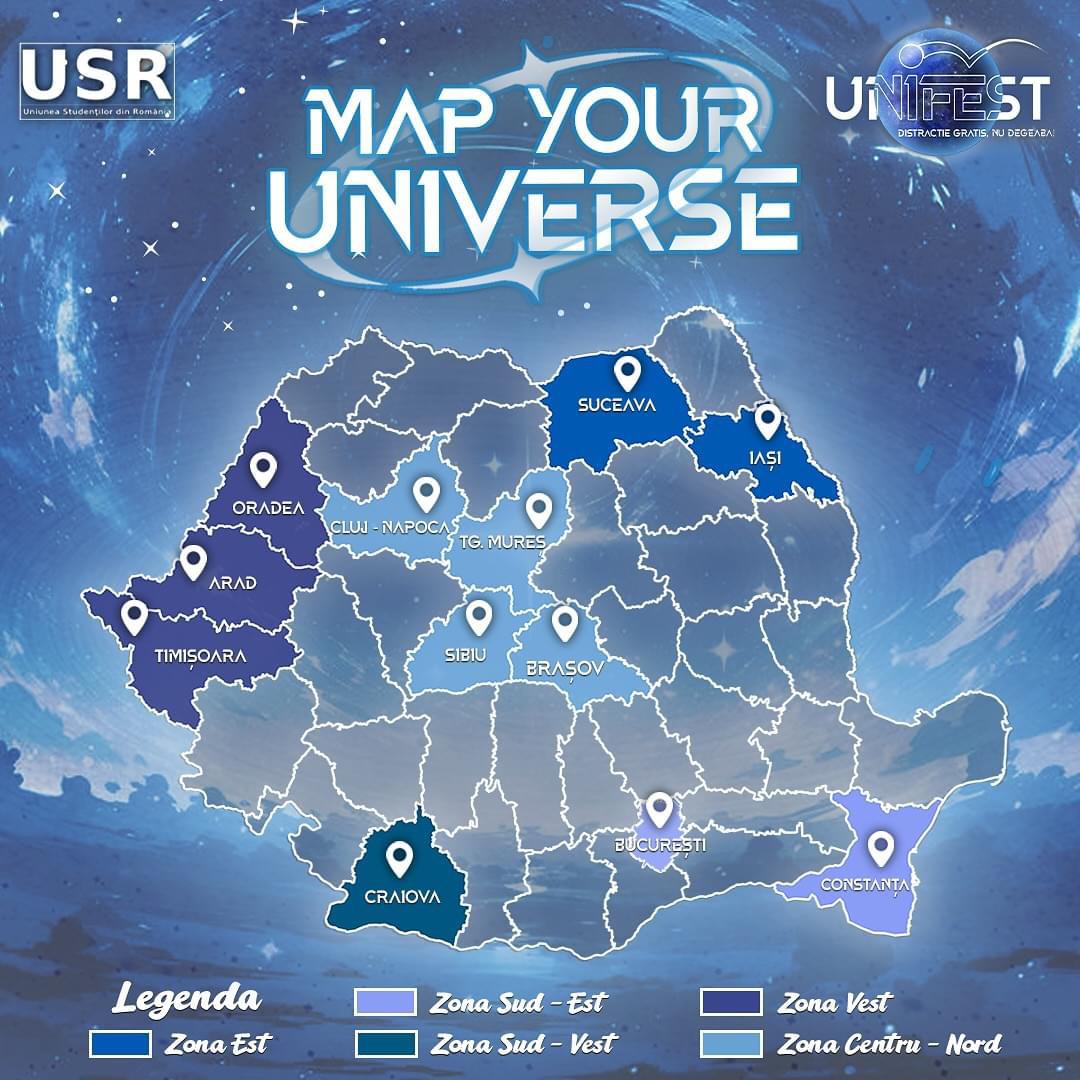 USR
Uniunea Studenților din România
MAP YOUR
UNIVERSE
UNIFEST
DISTRACTIE GRATIS, NU DEGEABA!
SUCEAVA
IAȘI
ORADEA
CLUJ - NAPOCA
TG. MURES
ARAD
TIMIȘOARA
SIBIU
BRAȘOV
BUCUREȘTI
CONSTANȚA
CRAIOVA
Legenda
Zona Sud - Est
Zona Vest
Zona Est
Zona Sud - Vest
Zona Centru - Nord